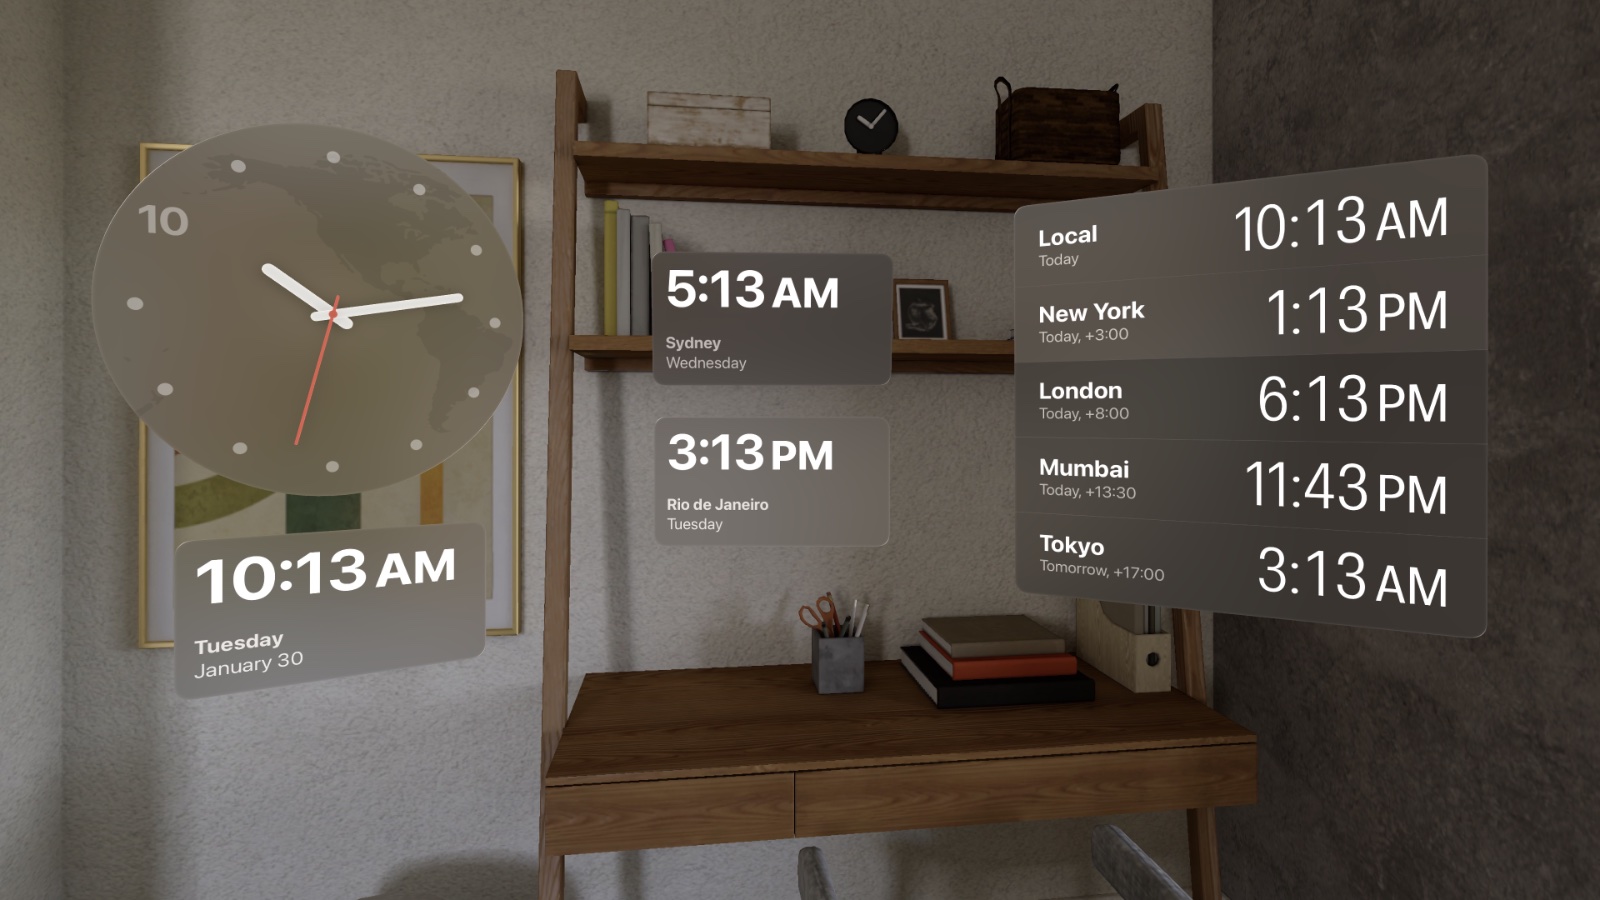 10
10:13 AM
Tuesday
January 30
5:13 AM
Sydney
Wednesday
3:13 PM
Rio de Janeiro
Tuesday
Local
Today
10:13 AM
New York
Today, +3:00
1:13 PM
London
Today, +8:00
6:13 PM
Mumbai
Today, +13:30
11:43 PM
Tokyo
Tomorrow, +17:00
3:13 AM